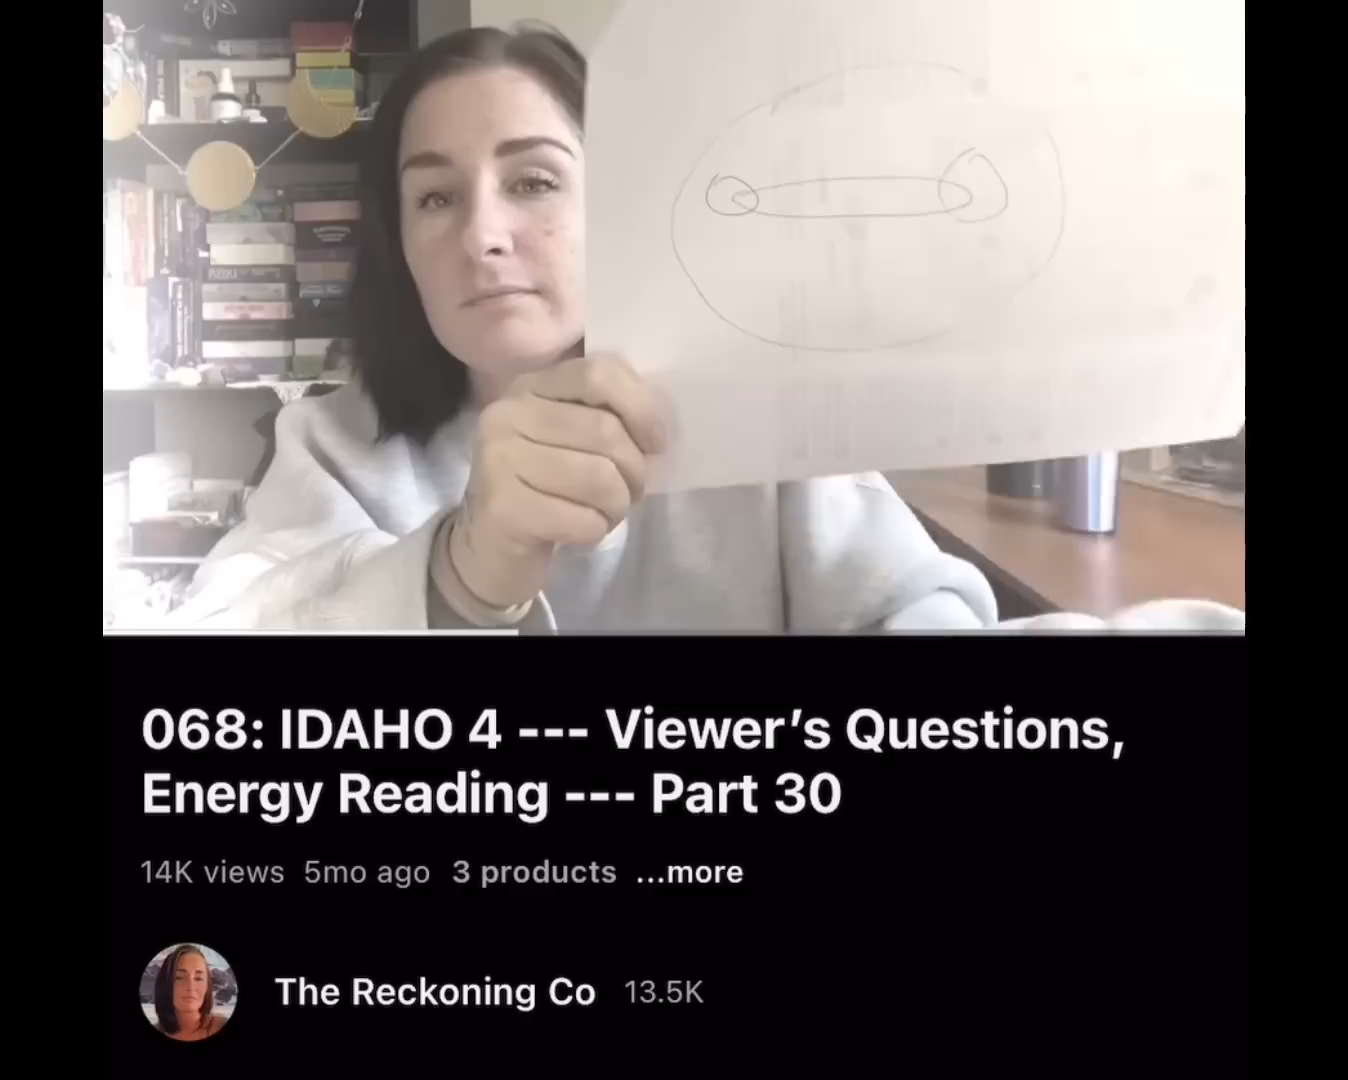 068: IDAHO 4 --- Viewer's Questions,
Energy Reading --- Part 30
14K views 5mo ago 3 products ...more
The Reckoning Co 13.5K